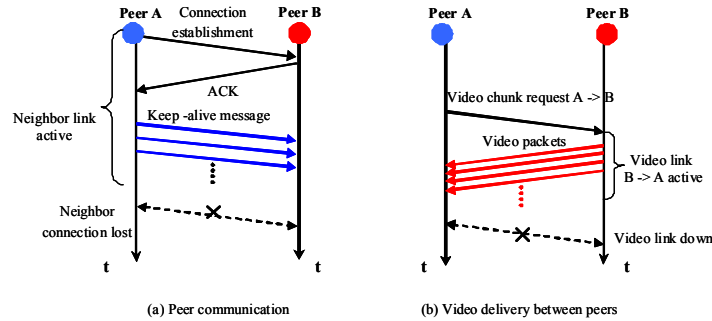 Peer A
Connection
establishment
Peer B
ACK
Neighbor link
active
Keep -alive message
Neighbor
connection lost
t
t
(a) Peer communication
Peer A
Peer B
Video chunk request A -> B
Video packets
Video link
B -> A active
Video link down
t
t
(b) Video delivery between peers